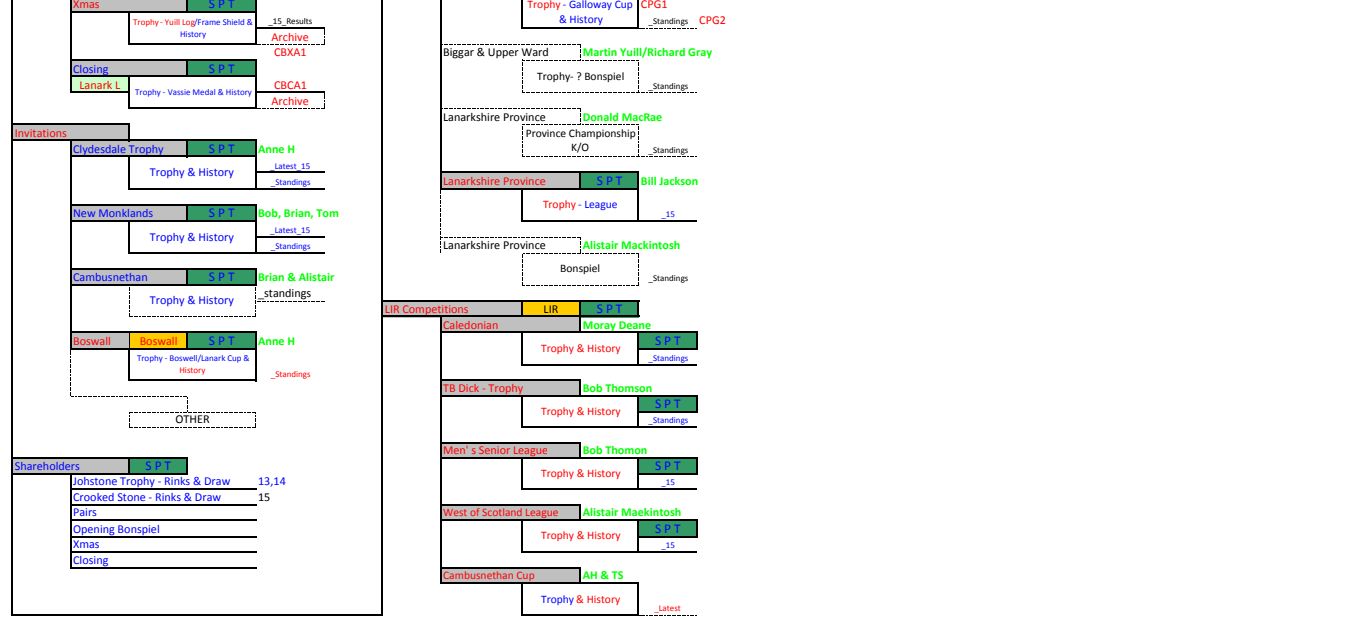 Xmas S P T
Trophy - Yuill Log/Frame Shield &
History
_15_Results
Archive
CBXA1
Closing S P T
Lanark L
Trophy - Vassie Medal & History
CBCA1
Archive
Invitations
Clydesdale Trophy S P T Anne H
Trophy & History
_Latest_15
_Standings
New Monklands S P T Bob, Brian, Tom
Trophy & History
_Latest_15
_Standings
Cambusnethan S P T Brian & Alistair
Trophy & History
_standings
Boswall Boswall S P T Anne H
Trophy - Boswell/Lanark Cup &
History
_Standings
OTHER
Shareholders S P T
Johstone Trophy - Rinks & Draw 13,14
Crooked Stone - Rinks & Draw 15
Pairs
Opening Bonspiel
Xmas
Closing
Trophy - Galloway Cup
& History
CPG1
_Standings CPG2
Biggar & Upper Ward Martin Yuill/Richard Gray
Trophy- ? Bonspiel
_Standings
Lanarkshire Province Donald MacRae
Province Championship
K/O
_Standings
Lanarkshire Province S P T Bill Jackson
Trophy - League
_15
Lanarkshire Province Alistair Mackintosh
Bonspiel
_Standings
LIR Competitions LIR S P T
Caledonian Moray Deane
Trophy & History
S P T
_Standings
TB Dick - Trophy Bob Thomson
Trophy & History
S P T
_Standings
Men' s Senior League Bob Thomon
Trophy & History
S P T
_15
West of Scotland League Alistair Maekintosh
Trophy & History
S P T
_15
Cambusnethan Cup AH & TS
Trophy & History
_Latest